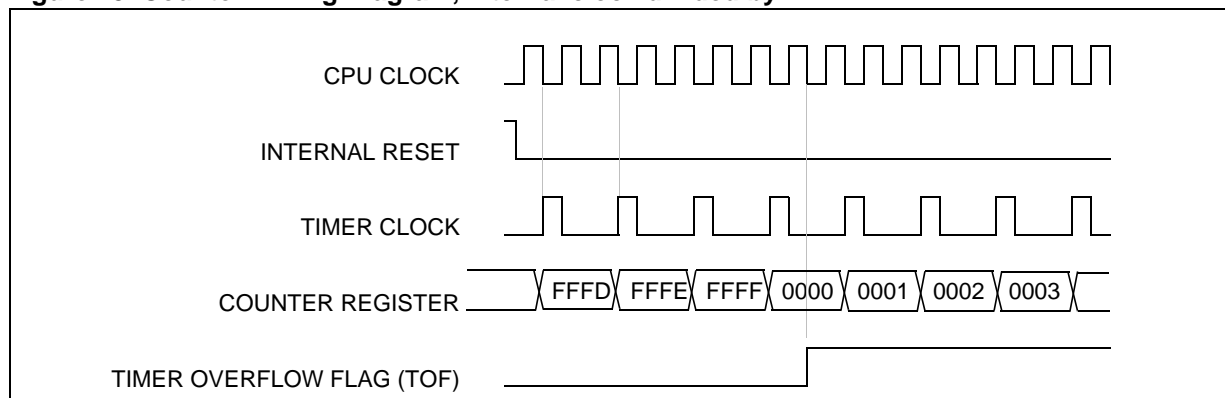 CPU CLOCK
INTERNAL RESET
TIMER CLOCK
COUNTER REGISTER
FFFD FFFE FFFF 0000 0001 0002 0003
TIMER OVERFLOW FLAG (TOF)